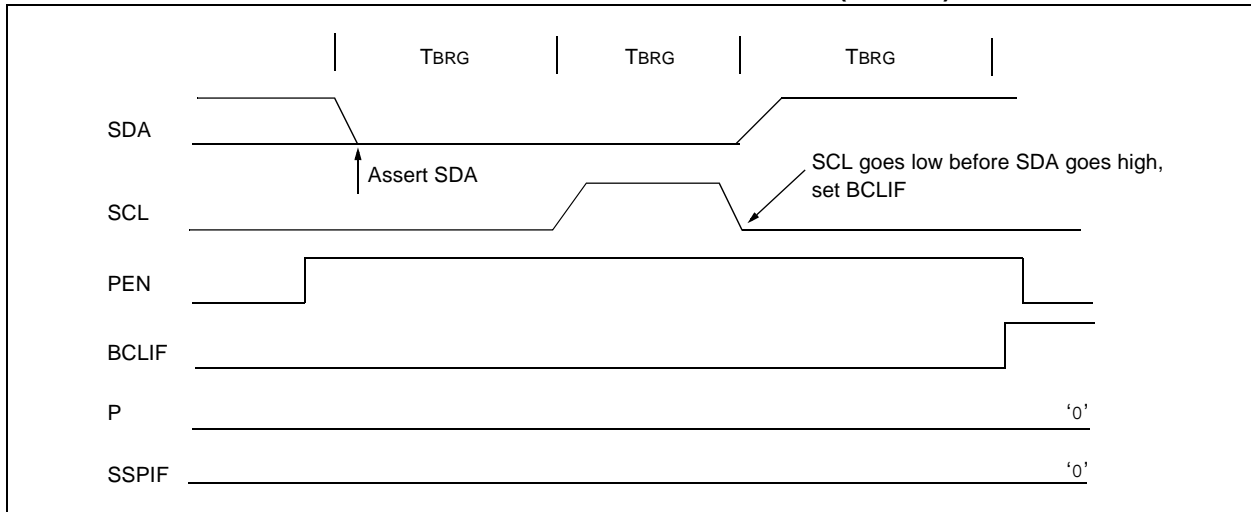 TBRG TBRG TBRG
SDA
Assert SDA
SCL goes low before SDA goes high,
set BCLIF
SCL
PEN
BCLIF
P
‘0’
SSPIF
‘0’